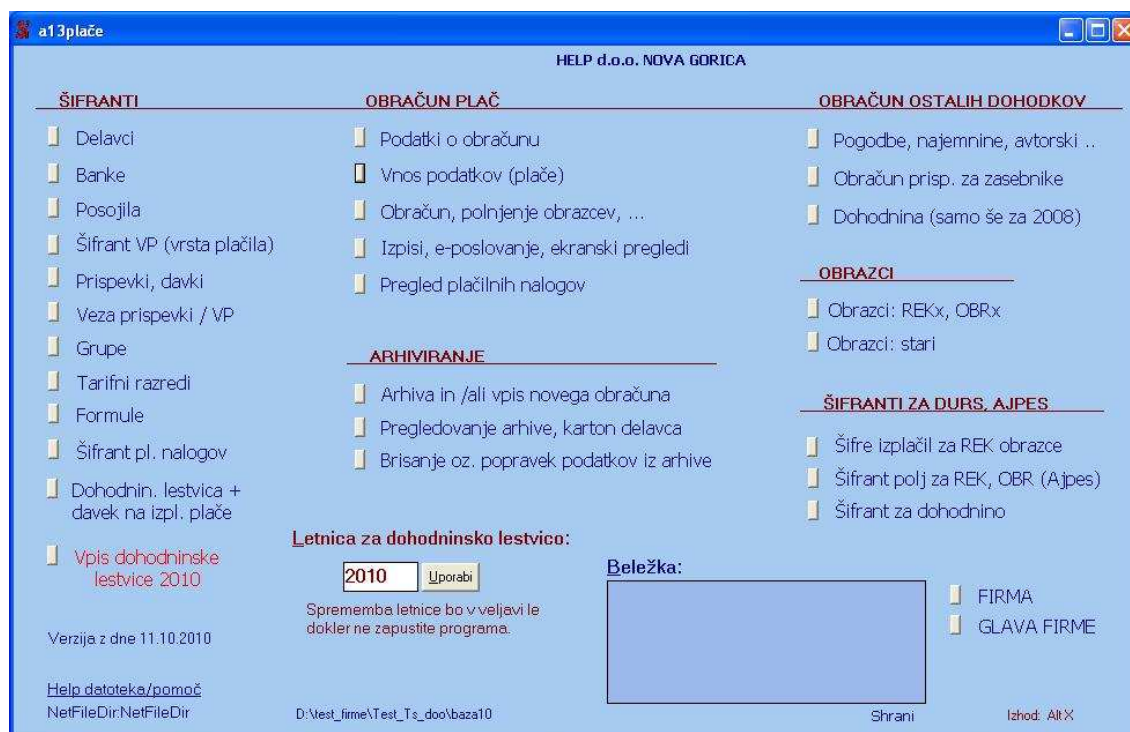 a13plače
HELP d.o.o. NOVA GORICA
ŠIFRANTI
Delavci
Banke
Posojila
Šifrant VP (vrsta plačila)
Prispevki, davki
Veza prispevki / VP
Grupe
Tarifni razredi
Formule
Šifrant pl. nalogov
Dohodnin. lestvica +
davek na izpl. plače
Vpis dohodninske
lestvice 2010
Verzija z dne 11.10.2010
Help datoteka/pomoč
NetFileDir:NetFileDir
OBRAČUN PLAČ
Podatki o obračunu
Vnos podatkov (plače)
Obračun, polnjenje obrazcev, ...
Izpisi, e-poslovanje, ekranski pregledi
Pregled plačilnih nalogov
ARHIVIRANJE
Arhiva in /ali vpis novega obračuna
Pregledovanje arhive, karton delavca
Brisanje oz. popravek podatkov iz arhive
Letnica za dohodninsko lestvico:
2010 Uporabi
Sprememba letnice bo v veljavi le
dokler ne zapustite programa.
D:\test_firme\Test_Ts_doo\baza10
OBRAČUN OSTALIH DOHODKOV
Pogodbe, najemnine, avtorski ..
Obračun prisp. za zasebnike
Dohodnina (samo še za 2008)
OBRAZCI
Obrazci: REKx, OBRx
Obrazci: stari
ŠIFRANTI ZA DURS, AJPES
Šifre izplačil za REK obrazce
Šifrant polj za REK, OBR (Ajpes)
Šifrant za dohodnino
Beležka:
FIRMA
GLAVA FIRME
Shrani
Izhod: Alt X